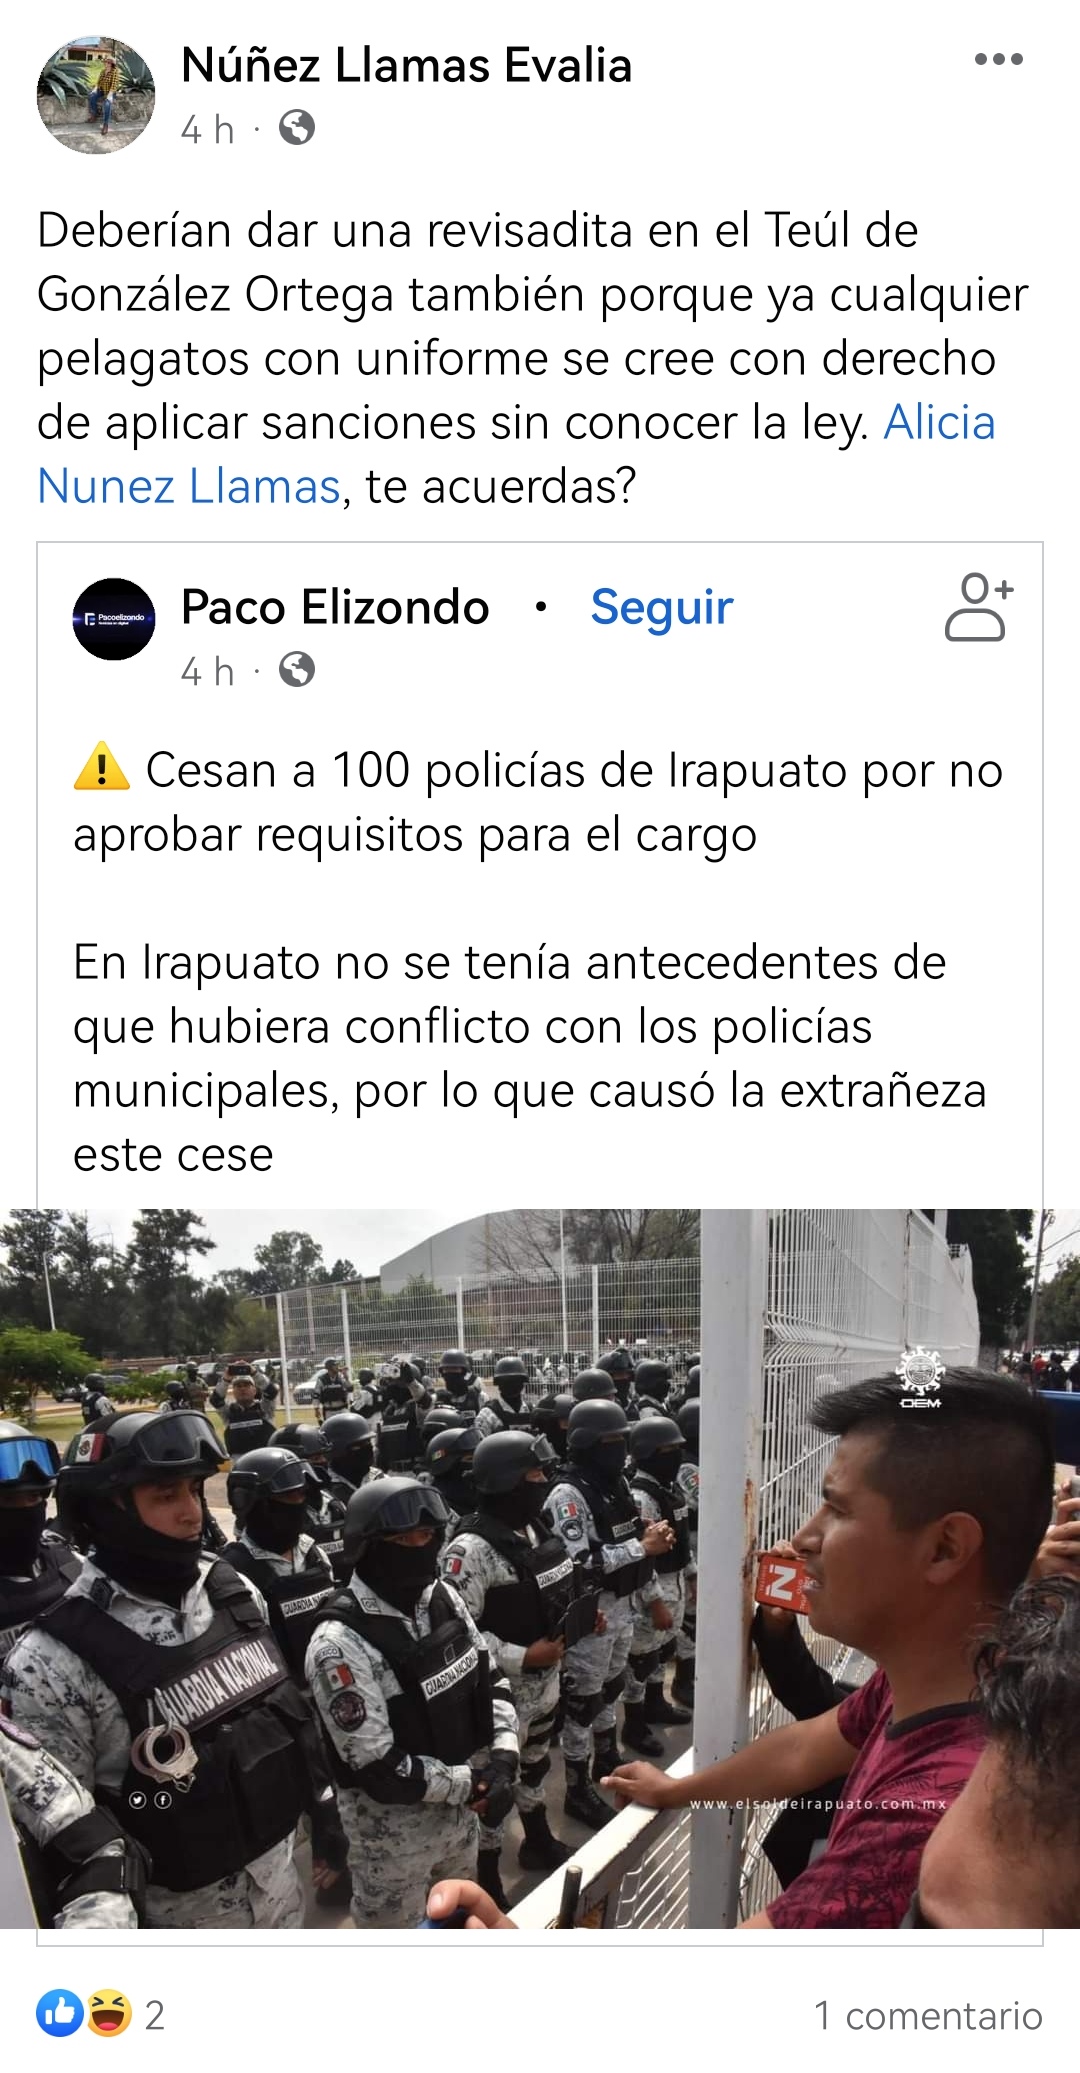 Núñez Llamas Evalia
4 h ·
Deberían dar una revisadita en el Teúl de
González Ortega también porque ya cualquier
pelagatos con uniforme se cree con derecho
de aplicar sanciones sin conocer la ley. Alicia
Nunez Llamas, te acuerdas?
Pacoelizondo
Paco Elizondo • Seguir
4 h ·
⚠️ Cesan a 100 policías de Irapuato por no
aprobar requisitos para el cargo
En Irapuato no se tenía antecedentes de
que hubiera conflicto con los policías
municipales, por lo que causó la extrañeza
este cese
OEM
N
GUARDIA NACIONAL
GUARDIA NACIONAL
www.elsoldeirapuato.com.mx
2
1 comentario